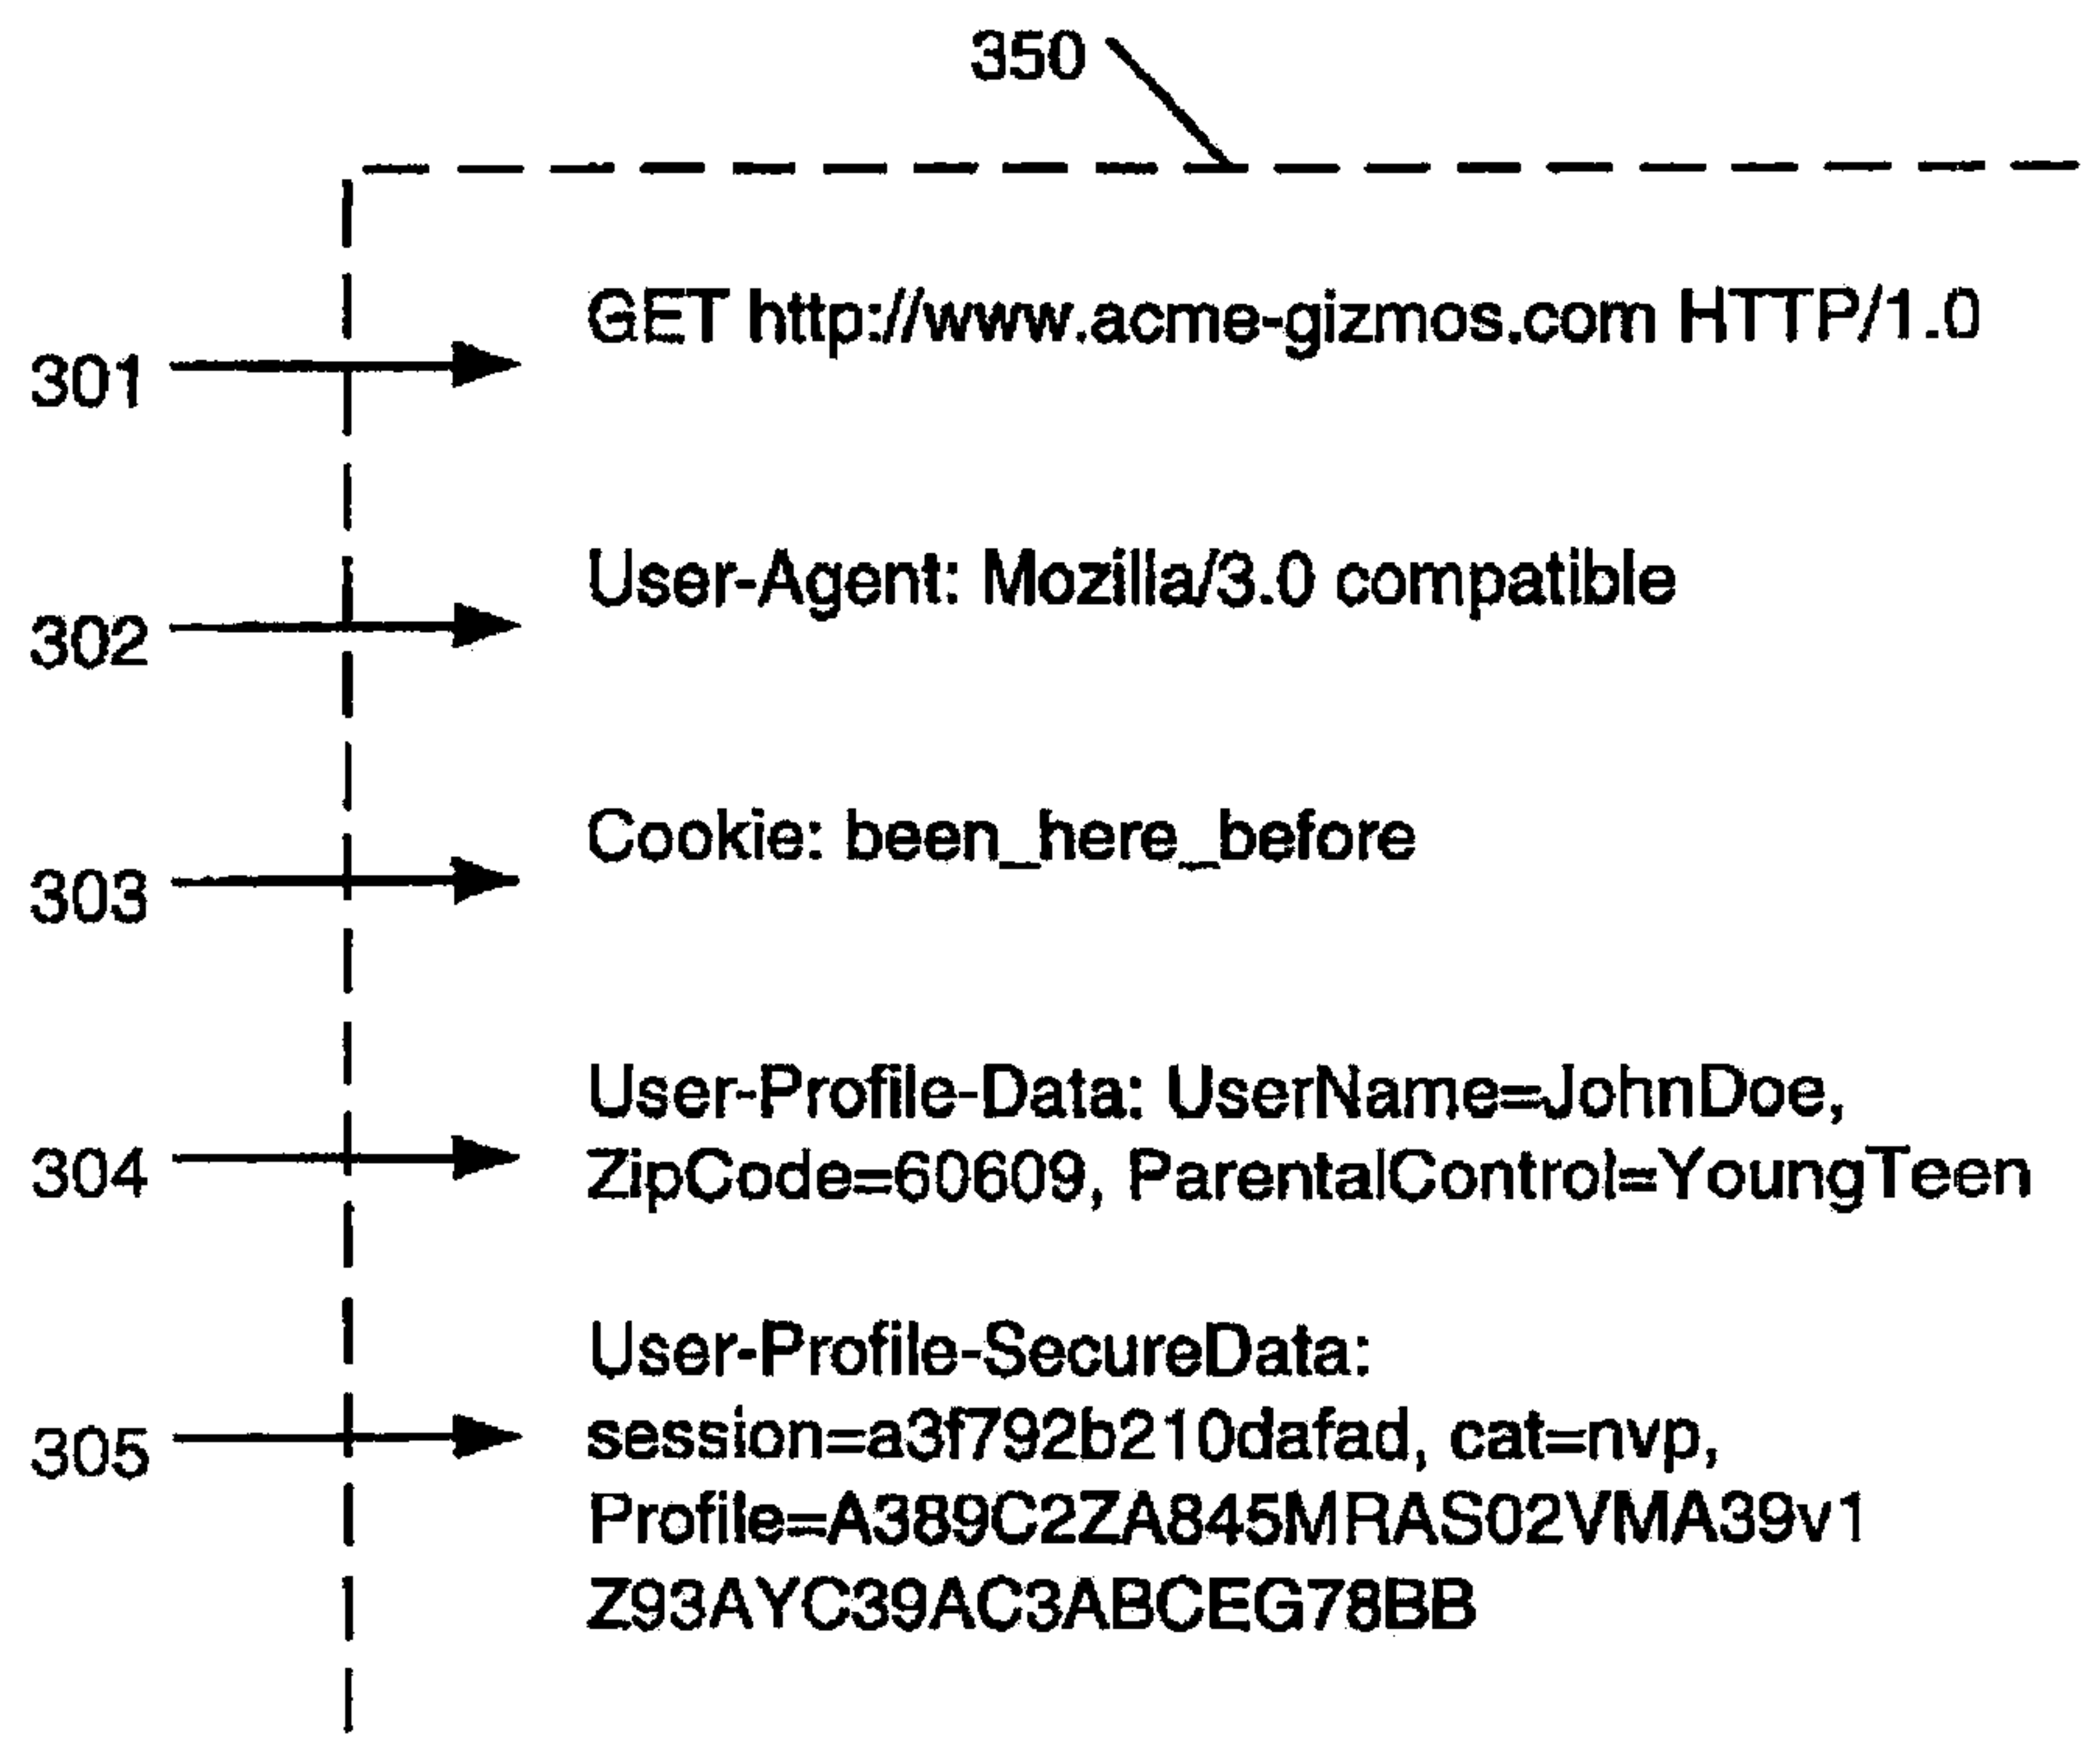 350
301
GET http://www.acme-gizmos.com HTTP/1.0
302
User-Agent: Mozilla/3.0 compatible
303
Cookie: been_here_before
304
User-Profile-Data: UserName=JohnDoe,
ZipCode=60609, ParentalControl=YoungTeen
305
User-Profile-SecureData:
session=a3f792b210dafad, cat=nvp,
Profile=A389C2ZA845MRAS02VMA39v1
Z93AYC39AC3ABCEG78BB